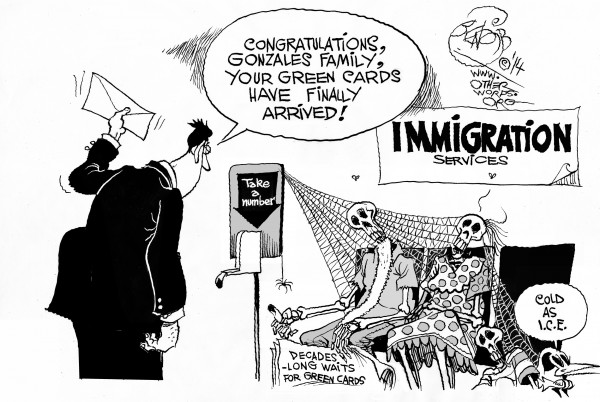 CONGRATULATIONS,
GONZALES FAMILY,
YOUR GREEN CARDS
HAVE FINALLY
ARRIVED!
©14
WWW.
OTHER
WORDS.
ORG
IMMIGRATION
SERVICES
Take
a
number
DECADES
-LONG WAITS
FOR GREEN CARDS
COLD
AS
I.C.E.